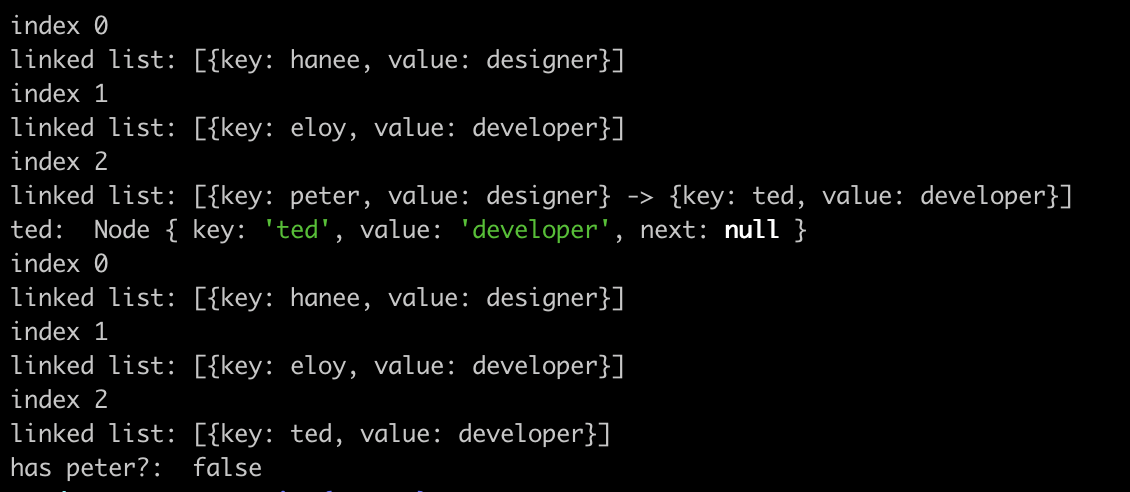 index 0
linked list: [{key: hanee, value: designer}]
index 1
linked list: [{key: eloy, value: developer}]
index 2
linked list: [{key: peter, value: designer} -> {key: ted, value: developer}]
ted:  Node { key: 'ted', value: 'developer', next: null }
index 0
linked list: [{key: hanee, value: designer}]
index 1
linked list: [{key: eloy, value: developer}]
index 2
linked list: [{key: ted, value: developer}]
has peter?:  false